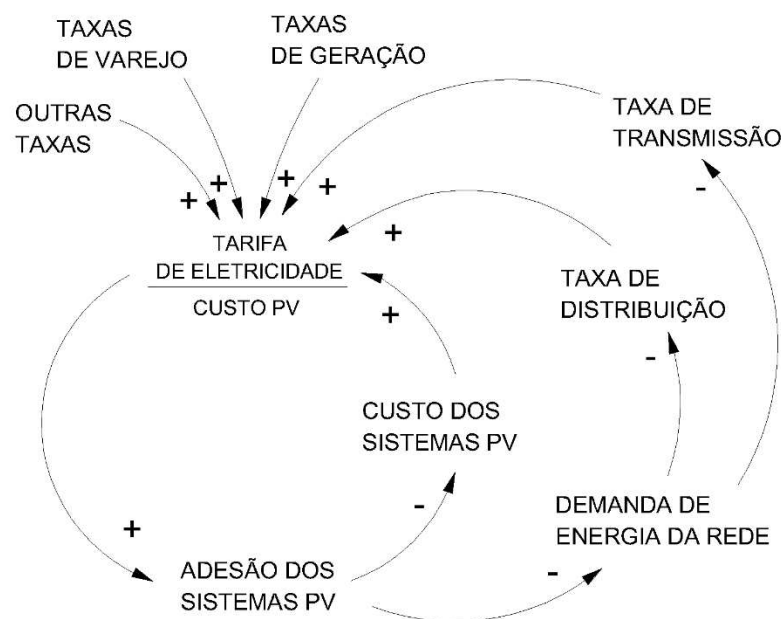 TAXAS
DE VAREJO
TAXAS
DE GERAÇÃO
OUTRAS
TAXAS
TAXA DE
TRANSMISSÃO
+
+
+
+
-
TARIFA
DE ELETRICIDADE
CUSTO PV
+
+
TAXA DE
DISTRIBUIÇÃO
-
CUSTO DOS
SISTEMAS PV
-
DEMANDA DE
ENERGIA DA REDE
+
-
ADESÃO DOS
SISTEMAS PV